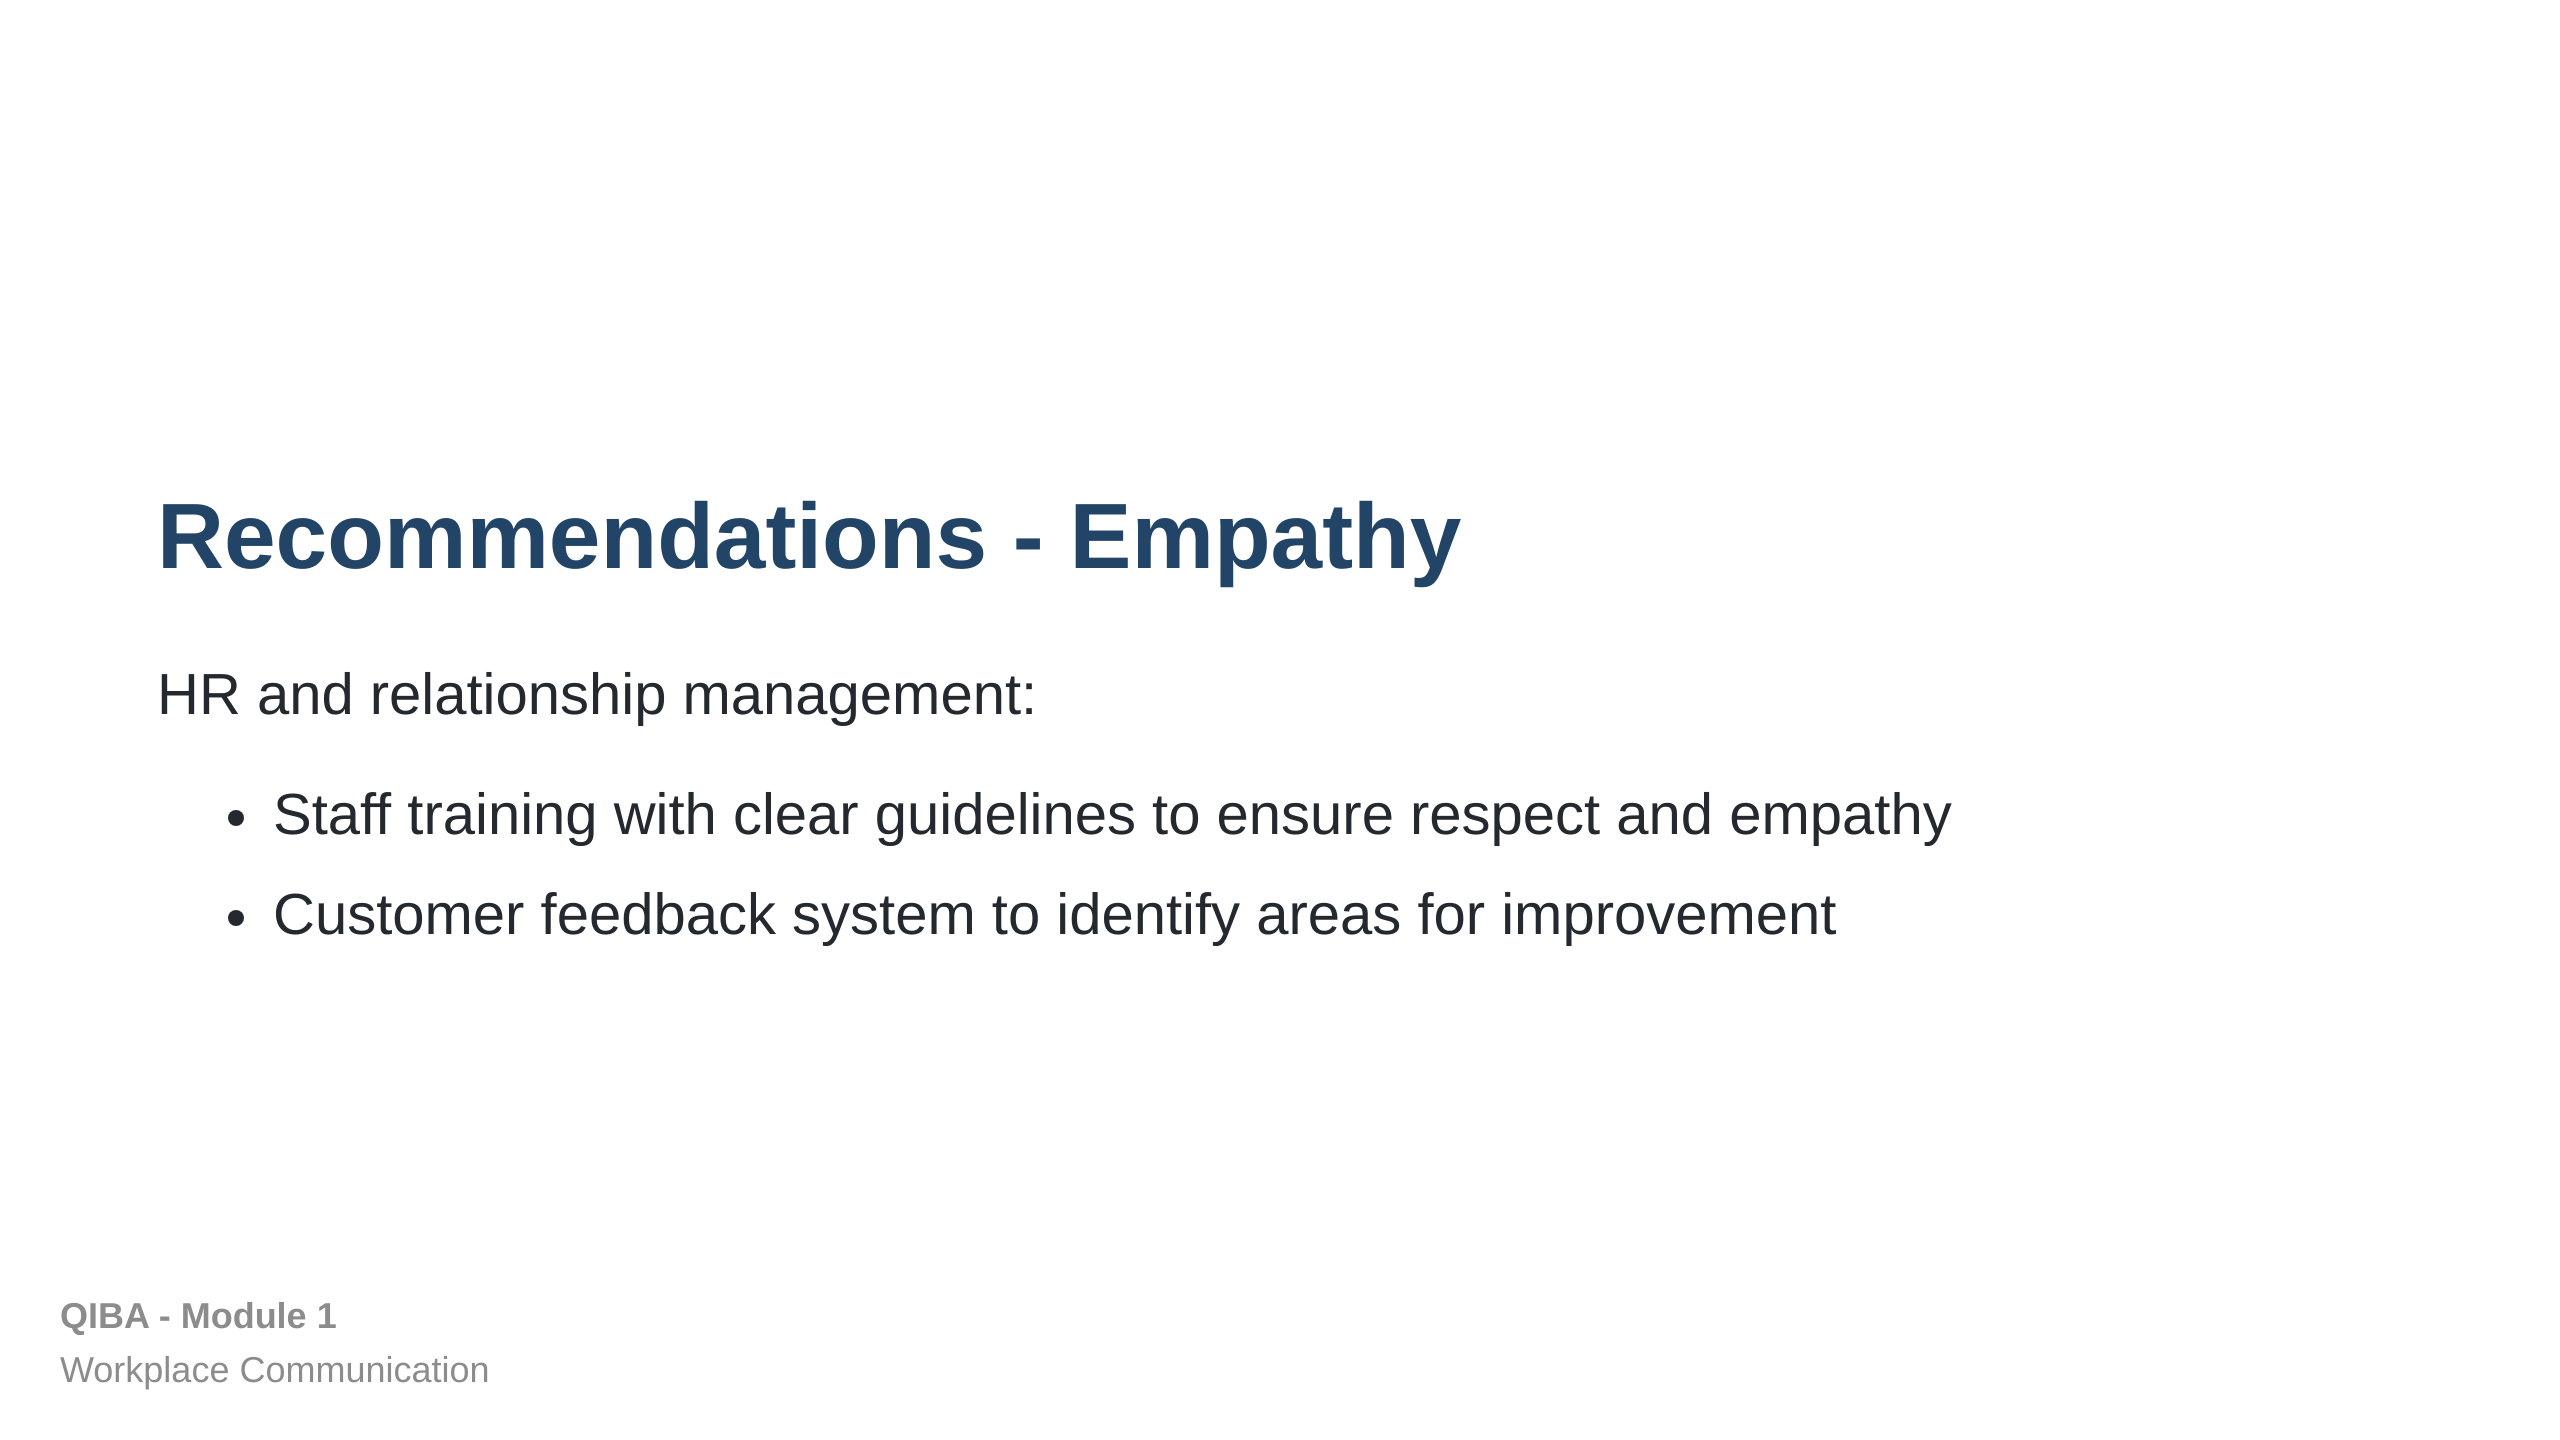 Recommendations - Empathy
HR and relationship management:
• Staff training with clear guidelines to ensure respect and empathy
• Customer feedback system to identify areas for improvement
QIBA - Module 1
Workplace Communication